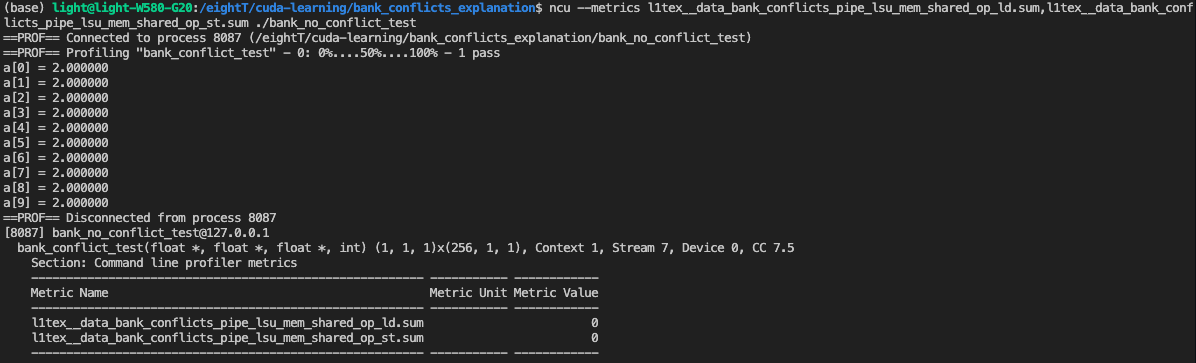 (base) light@light-W580-G20:/eightT/cuda-learning/bank_conflicts_explanation$ ncu --metrics l1tex__data_bank_conflicts_pipe_lsu_mem_shared_op_ld.sum,l1tex__data_bank_conf
licts_pipe_lsu_mem_shared_op_st.sum ./bank_no_conflict_test
==PROF== Connected to process 8087 (/eightT/cuda-learning/bank_conflicts_explanation/bank_no_conflict_test)
==PROF== Profiling "bank_conflict_test" - 0: 0%....50%....100% - 1 pass
a[0] = 2.000000
a[1] = 2.000000
a[2] = 2.000000
a[3] = 2.000000
a[4] = 2.000000
a[5] = 2.000000
a[6] = 2.000000
a[7] = 2.000000
a[8] = 2.000000
a[9] = 2.000000
==PROF== Disconnected from process 8087
[8087] bank_no_conflict_test@127.0.0.1
  bank_conflict_test(float *, float *, float *, int) (1, 1, 1)x(256, 1, 1), Context 1, Stream 7, Device 0, CC 7.5
    Section: Command line profiler metrics
    ---------------------------------------------------- ----------- ------------
    Metric Name                                          Metric Unit Metric Value
    ---------------------------------------------------- ----------- ------------
    l1tex__data_bank_conflicts_pipe_lsu_mem_shared_op_ld.sum                    0
    l1tex__data_bank_conflicts_pipe_lsu_mem_shared_op_st.sum                    0
    ---------------------------------------------------- ----------- ------------